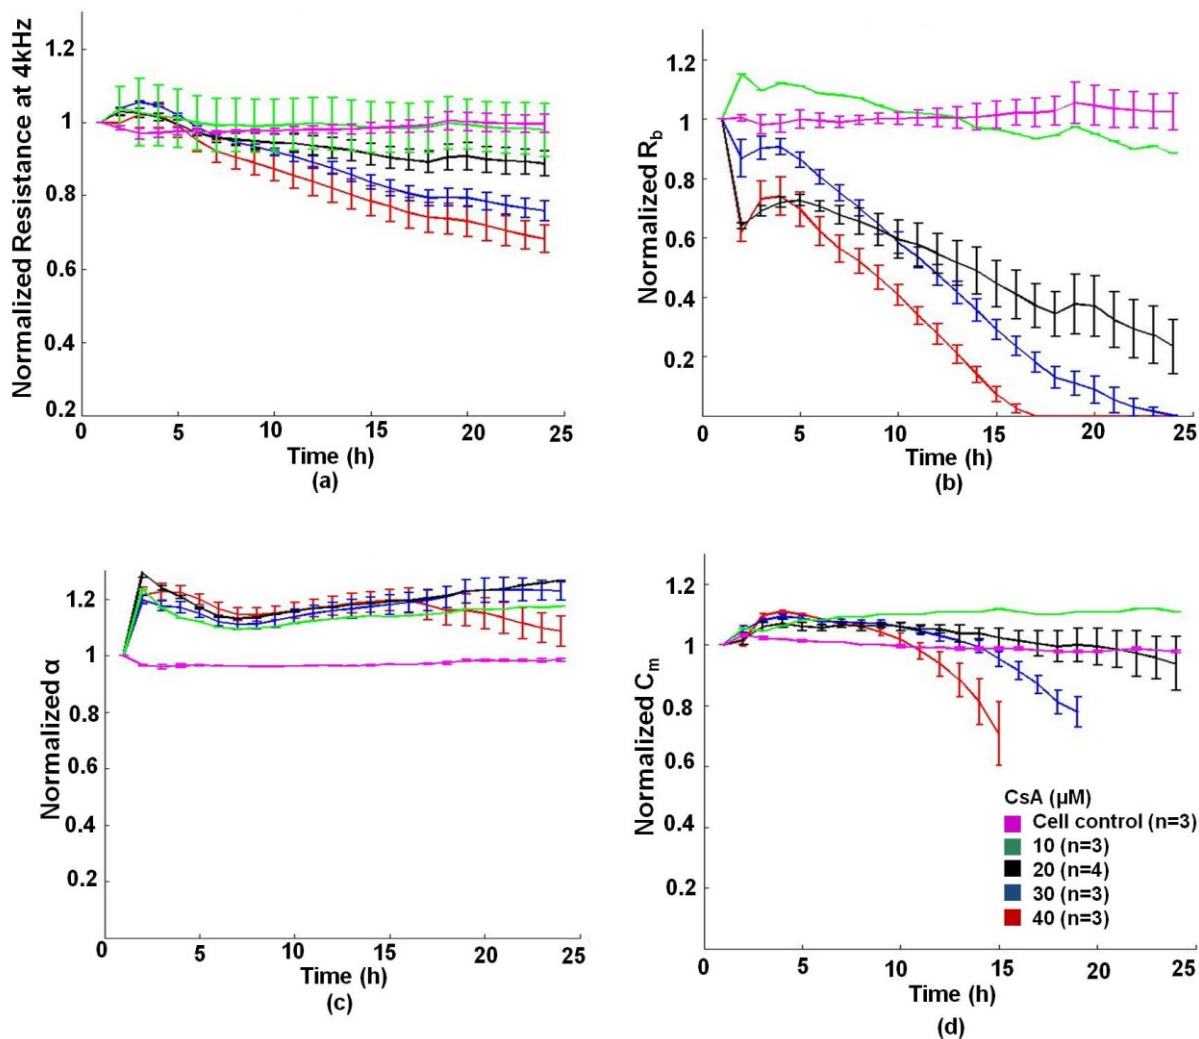 Normalized Resistance at 4kHz
1.2
1
0.8
0.6
0.4
0.2
0
5
10
15
20
25
Time (h)
(a)
Normalized Rb
1.2
1
0.8
0.6
0.4
0.2
0
5
10
15
20
25
Time (h)
(b)
Normalized α
1.2
1
0.8
0.6
0.4
0.2
0
5
10
15
20
25
Time (h)
(c)
Normalized Cm
1.2
1
0.8
0.6
0.4
0.2
0
5
10
15
20
25
Time (h)
(d)
CsA (µM)
Cell control (n=3)
10 (n=3)
20 (n=4)
30 (n=3)
40 (n=3)